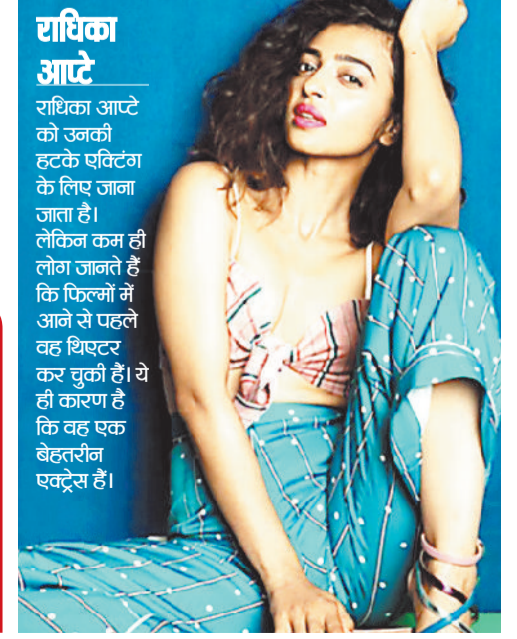 राधिका
आप्टे
राधिका आप्टे
को उनकी
हटके एक्टिंग
के लिए जाना
जाता है।
लेकिन कम ही
लोग जानते हैं
कि फिल्मों में
आने से पहले
वह थिएटर
कर चुकी हैं। ये
ही कारण है
कि वह एक
बेहतरीन
एक्ट्रेस हैं।